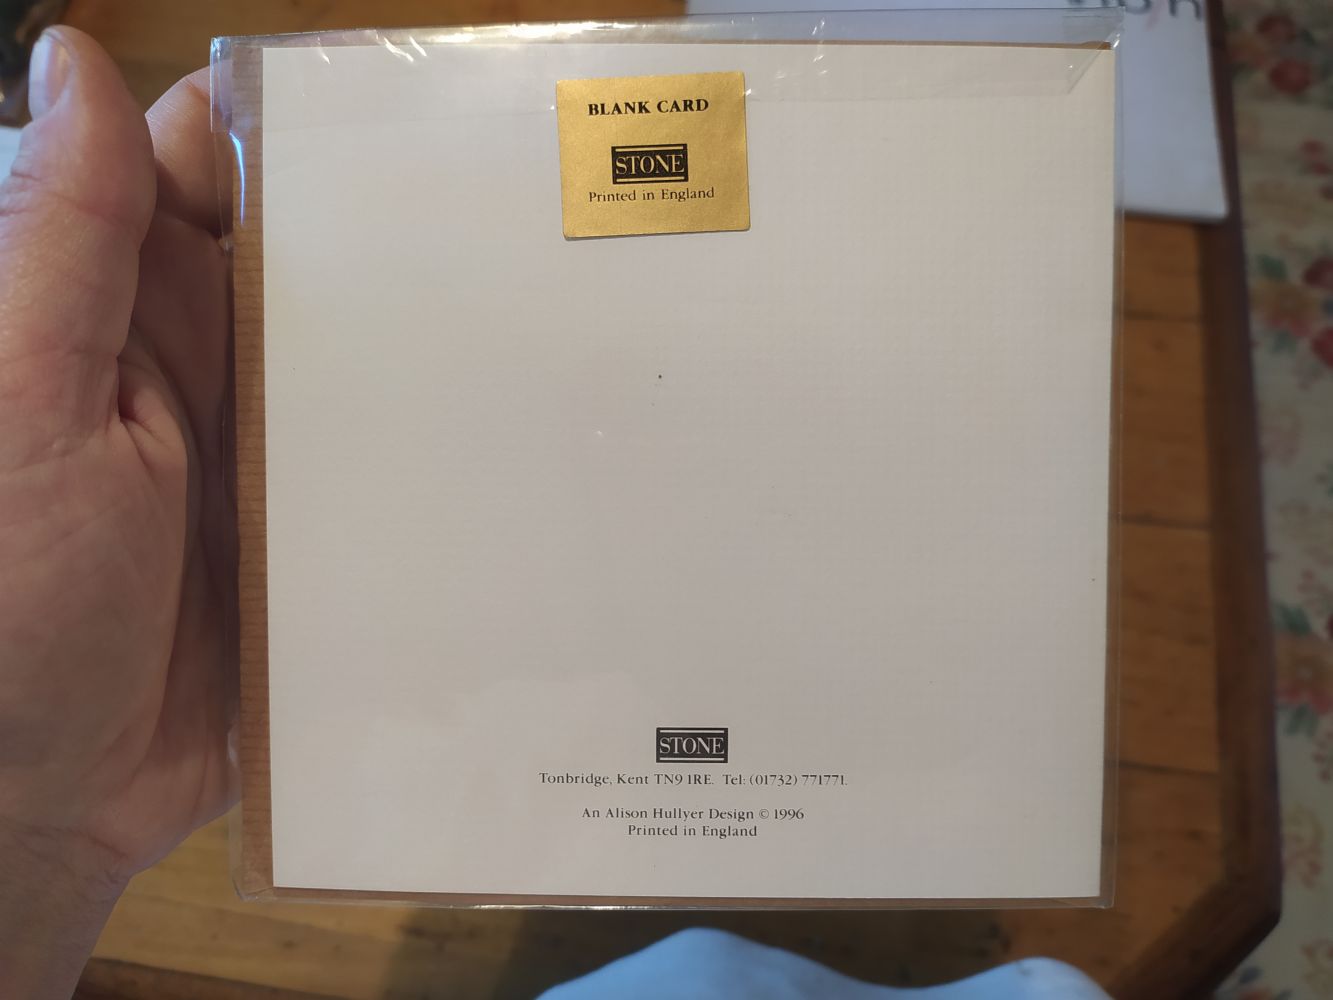 BLANK CARD
STONE
Printed in England
STONE
Tonbridge, Kent TN9 1RE. Tel: (01732) 771771.
An Alison Hullyer Design © 1996
Printed in England